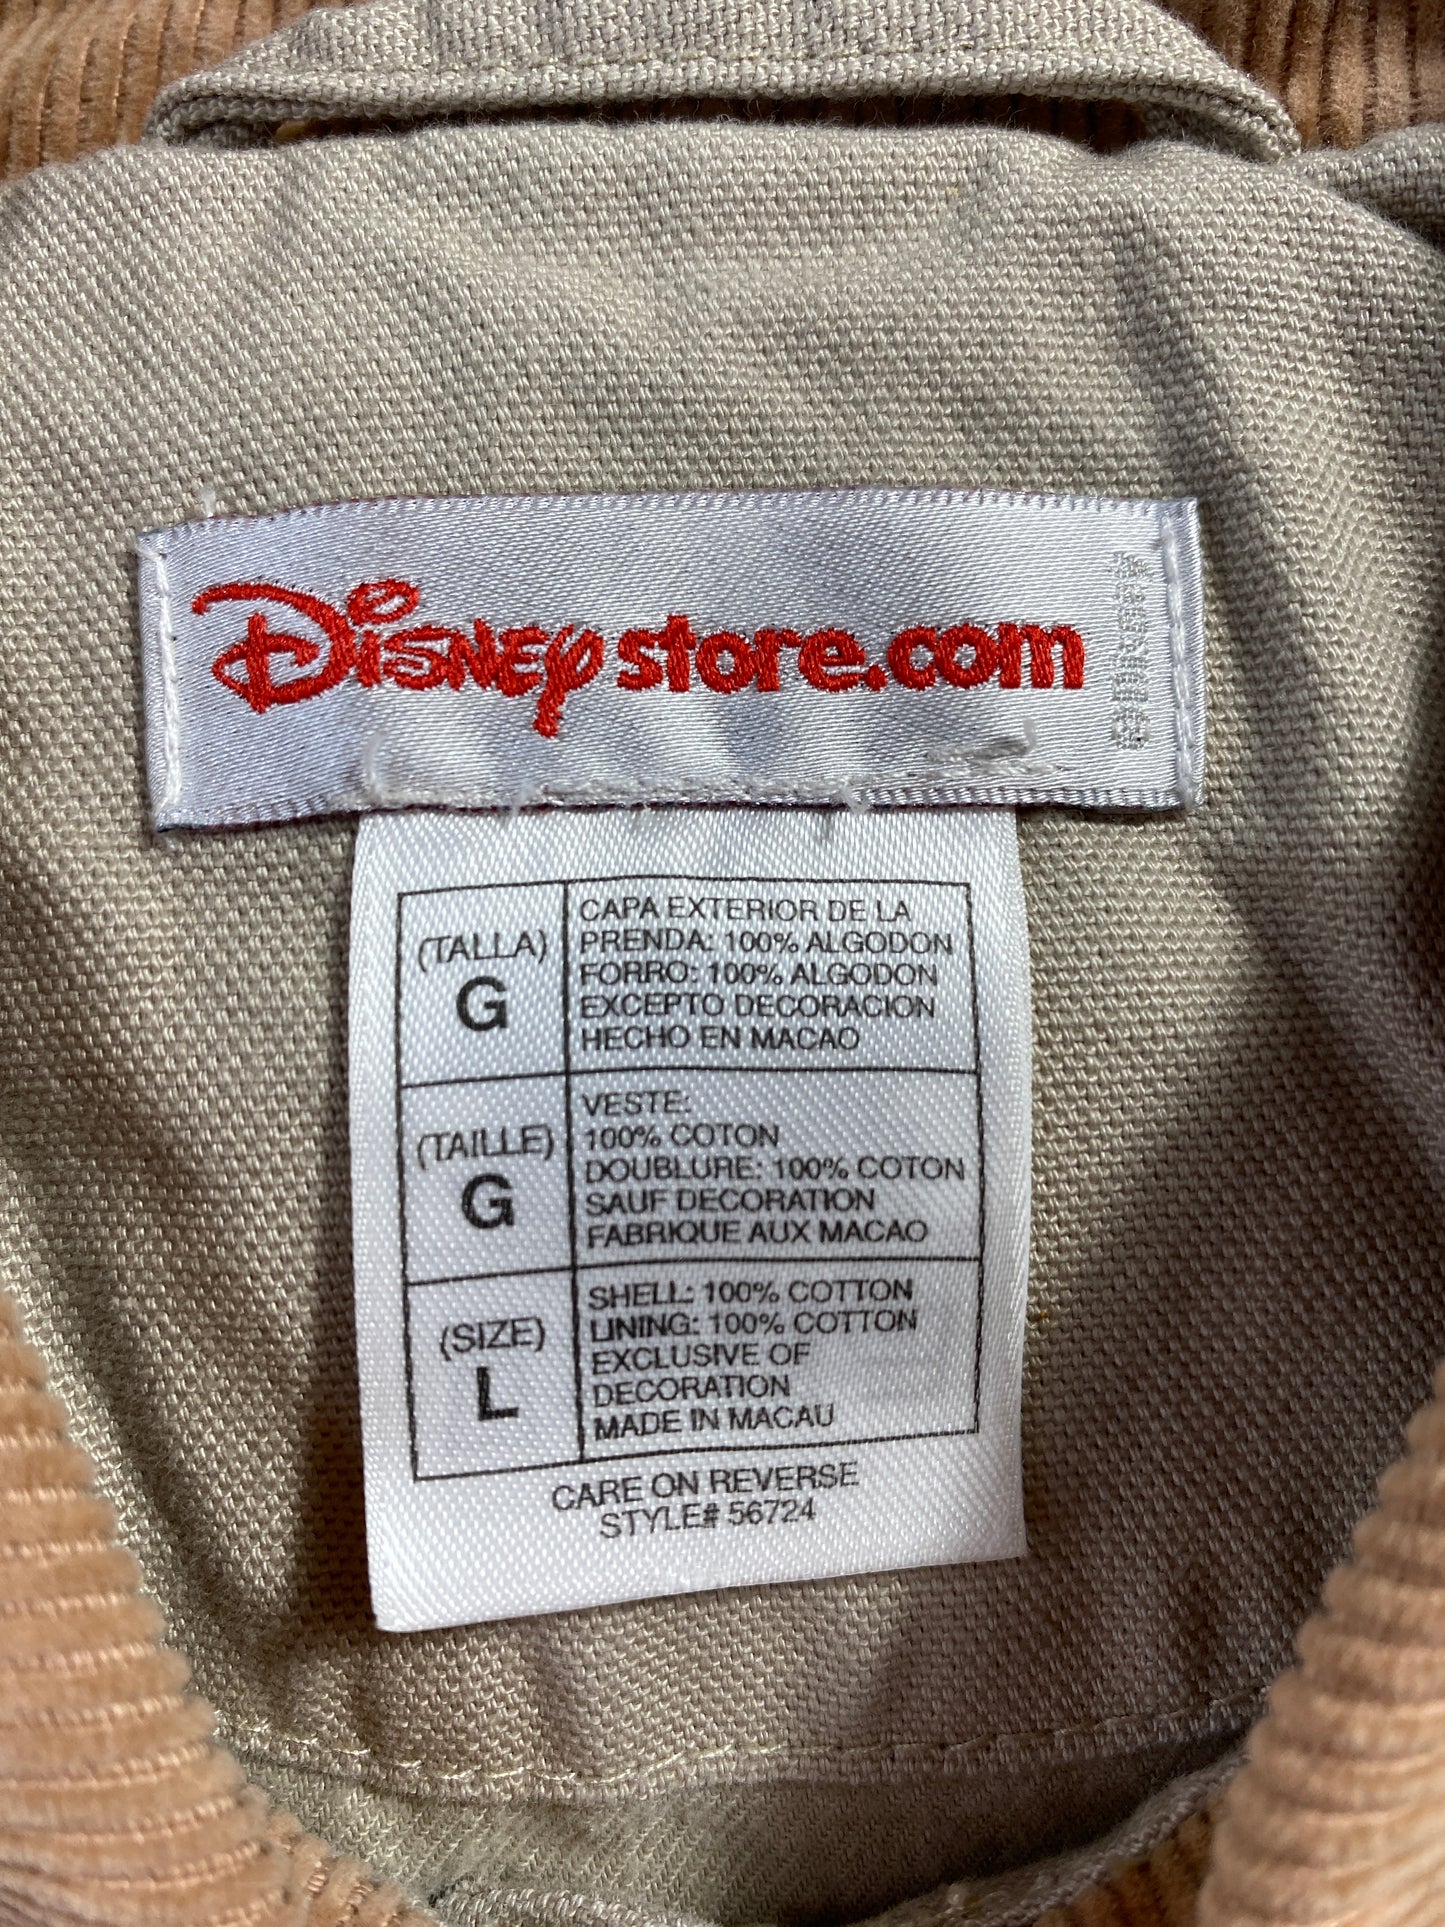 Disney store.com
(TALLA)
G
CAPA EXTERIOR DE LA
PRENDA: 100% ALGODON
FORRO: 100% ALGODON
EXCEPTO DECORACION
HECHO EN MACAO
(TAILLE)
G
VESTE:
100% COTON
DOUBLURE: 100% COTON
SAUF DECORATION
FABRIQUE AUX MACAO
(SIZE)
L
SHELL: 100% COTTON
LINING: 100% COTTON
EXCLUSIVE OF
DECORATION
MADE IN MACAU
CARE ON REVERSE
STYLE# 56724